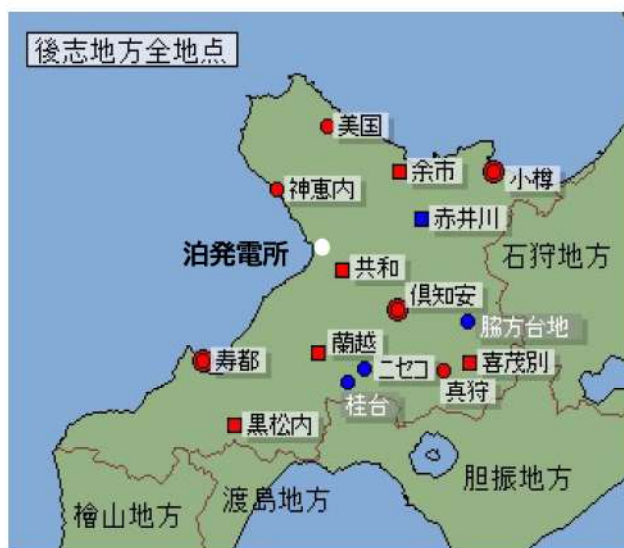 後志地方全地点
美国
余市
小樽
神恵内
赤井川
泊発電所
石狩地方
共和
倶知安
脇方台地
蘭越
寿都
ニセコ
喜茂別
真狩
桂台
黒松内
胆振地方
渡島地方
檜山地方